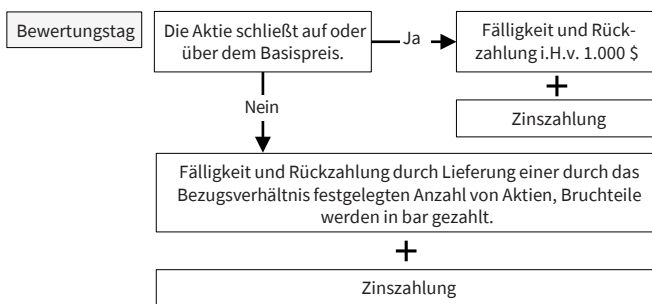 Bewertungstag
Die Aktie schließt auf oder
über dem Basispreis.
Ja
Fälligkeit und Rück-
zahlung i.H.v. 1.000 $
+
Zinszahlung
Nein
Fälligkeit und Rückzahlung durch Lieferung einer durch das
Bezugsverhältnis festgelegten Anzahl von Aktien, Bruchteile
werden in bar gezahlt.
+
Zinszahlung